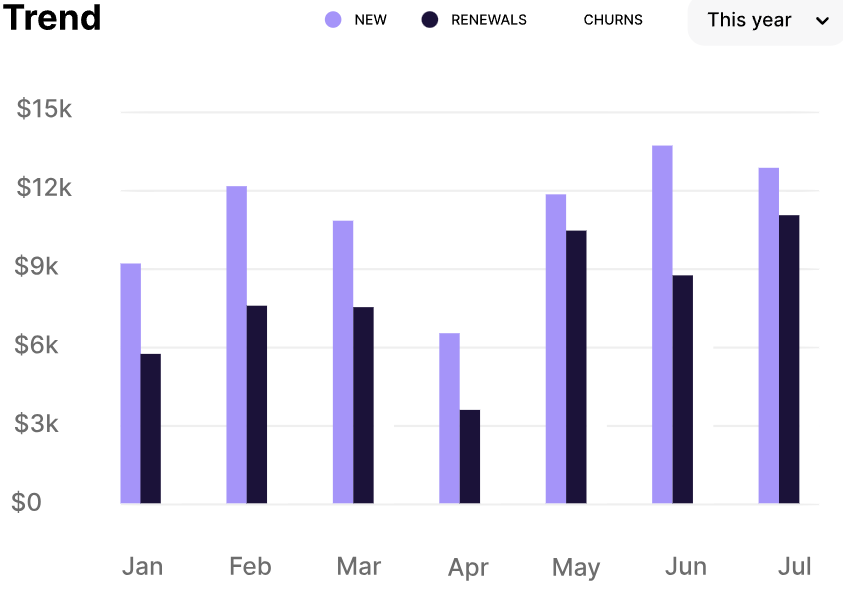 Trend
NEW RENEWALS CHURNS This year
$15k
$12k
$9k
$6k
$3k
$0
Jan Feb Mar Apr May Jun Jul